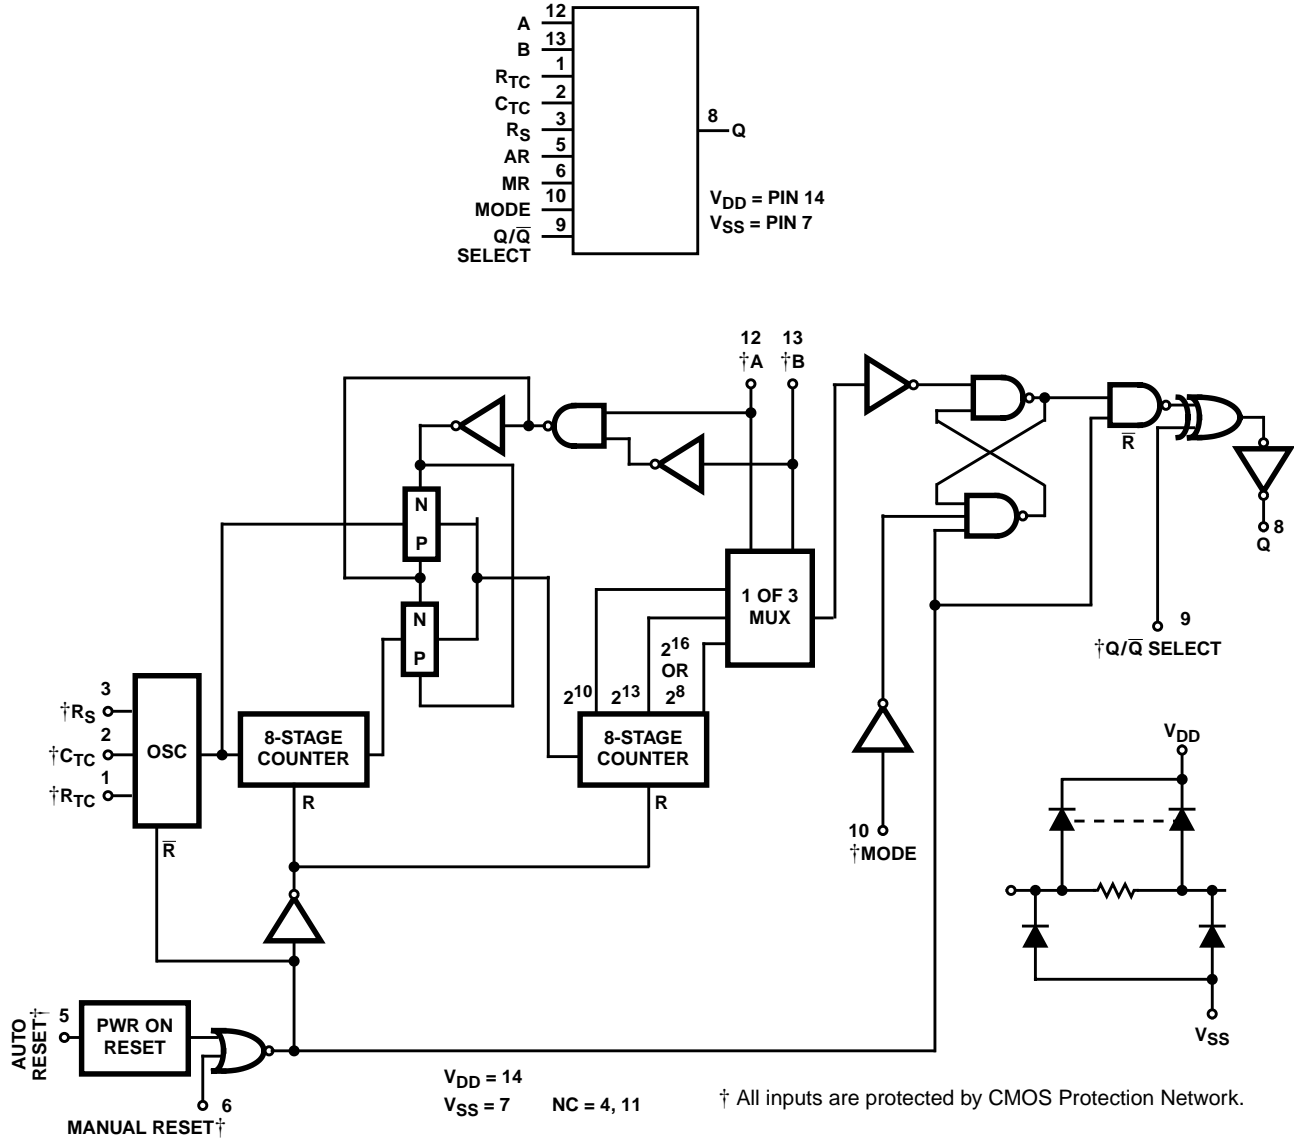 12
A
13
B
1
R_TC
2
C_TC
3
R_S
5
AR
6
MR
10
MODE
9
Q/Q̅
SELECT
8
Q
V_DD = PIN 14
V_SS = PIN 7
12
†A
13
†B
N
P
N
P
1 OF 3
MUX
2^16
OR
2^10
2^13
2^8
R̅
8
Q
9
†Q/Q̅ SELECT
3
†R_S
2
†C_TC
1
†R_TC
OSC
R̅
8-STAGE
COUNTER
R
8-STAGE
COUNTER
R
10
†MODE
V_DD
V_SS
AUTO
RESET†
5
PWR ON
RESET
6
MANUAL RESET†
V_DD = 14
V_SS = 7
NC = 4, 11
† All inputs are protected by CMOS Protection Network.